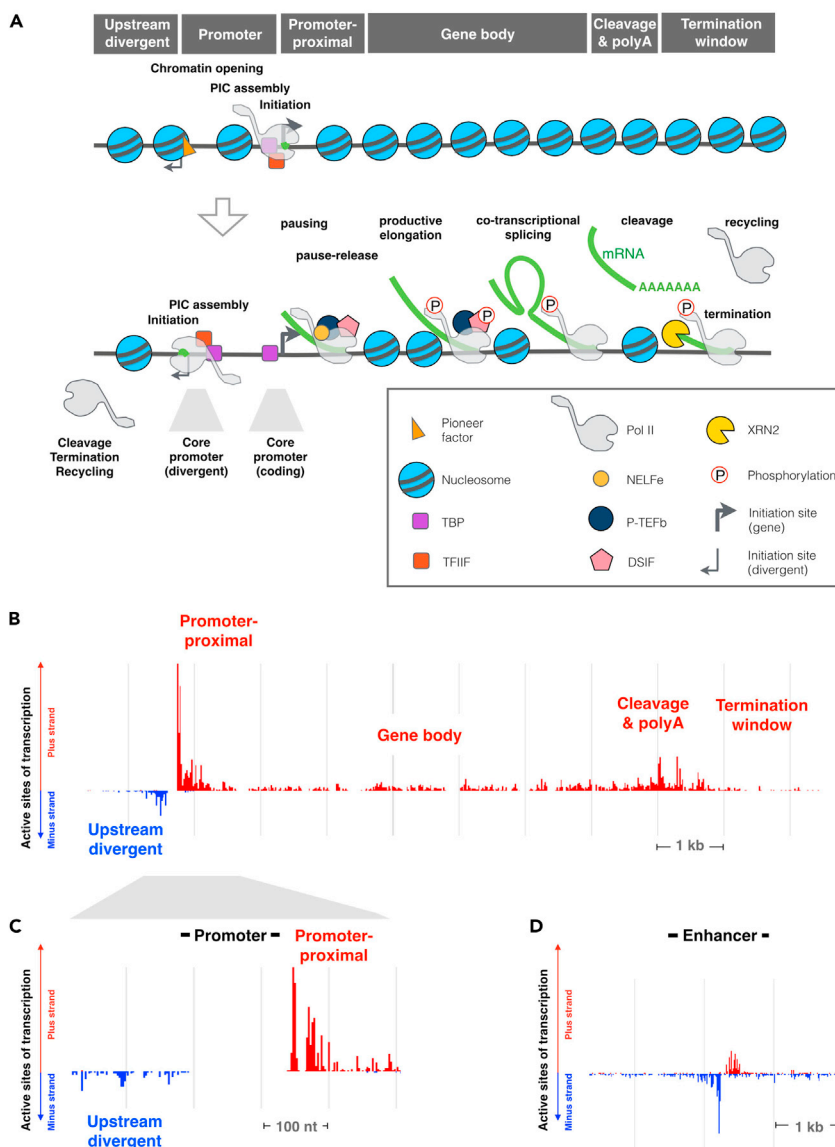 A
Upstream
divergent
Promoter
Promoter-
proximal
Gene body
Cleavage
& polyA
Termination
window
Chromatin opening
PIC assembly
Initiation
pausing
pause-release
productive
elongation
co-transcriptional
splicing
cleavage
recycling
mRNA
AAAAAAA
P
P
P
P
termination
PIC assembly
Initiation
Cleavage
Termination
Recycling
Core
promoter
(divergent)
Core
promoter
(coding)
Pioneer
factor
Pol II
XRN2
Nucleosome
NELFe
P
Phosphorylation
TBP
P-TEFb
Initiation site
(gene)
TFIIF
DSIF
Initiation site
(divergent)
B
Active sites of transcription
Plus strand
Minus strand
Promoter-
proximal
Gene body
Cleavage
& polyA
Termination
window
Upstream
divergent
1 kb
C
Active sites of transcription
Plus strand
Minus strand
Promoter
Promoter-
proximal
Upstream
divergent
100 nt
D
Active sites of transcription
Plus strand
Minus strand
Enhancer
1 kb